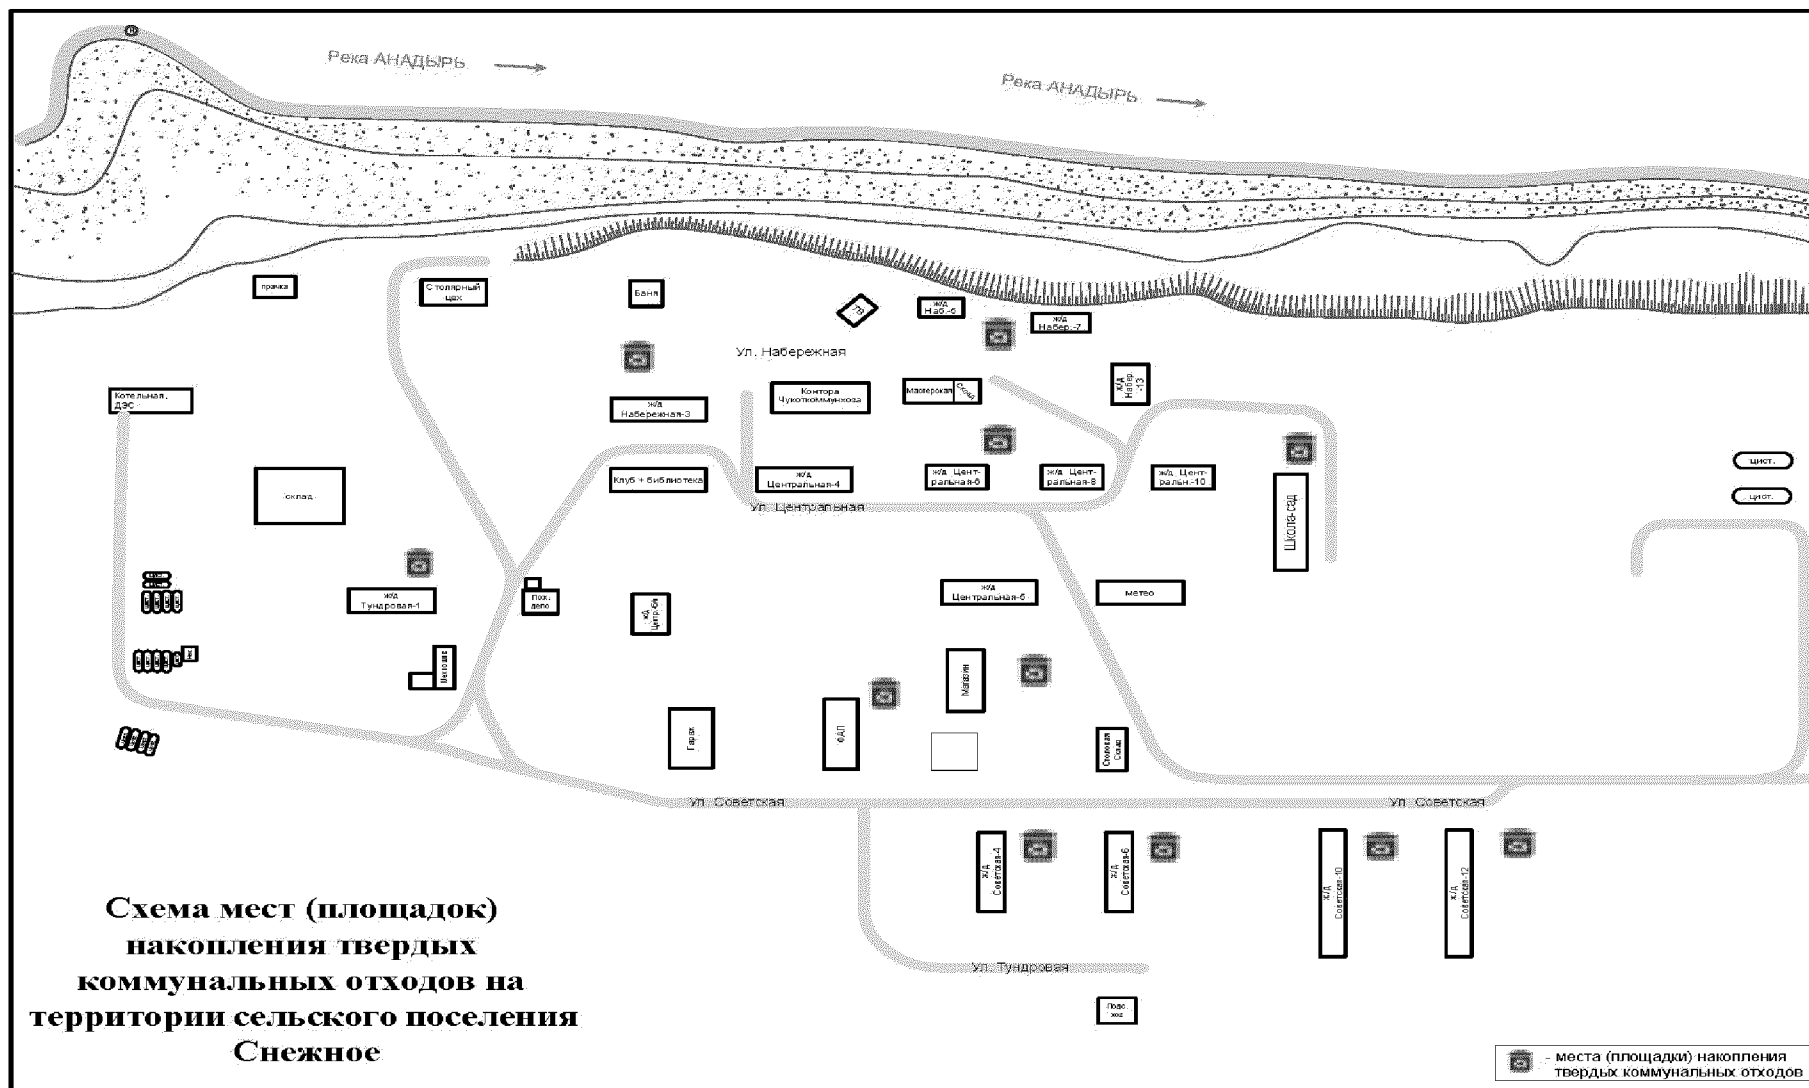 Река АНАДЫРЬ
Река АНАДЫРЬ
прачка
Столярный
цех
Баня
ТВ
ж/д
Наб.-6
ж/д
Набер.-7
Ул. Набережная
ж/д
Набер.
-13
Котельная,
ДЭС
ж/д
Набережная-3
Контора
Чукоткоммунхоза
Мастерская
Склад
цист.
цист.
склад
Клуб + библиотека
ж/д
Центральная-4
ж/д Цент-
ральная-6
ж/д Цент-
ральная-8
ж/д Цент-
ральн.-10
Ул. Центральная
Школа-сад
ж/д
Тундровая-1
Пож.
депо
ж/д
ж/д
Центральная-5
метео
Магазин
Гараж
ФАП
Столовая
Ул. Советская
Ул. Советская
ж/д
Советская-4
ж/д
Советская-6
ж/д
Советская-10
ж/д
Советская-12
Ул. Тундровая
Подс.
хоз
Схема мест (площадок)
накопления твердых
коммунальных отходов на
территории сельского поселения
Снежное
- места (площадки) накопления
твердых коммунальных отходов